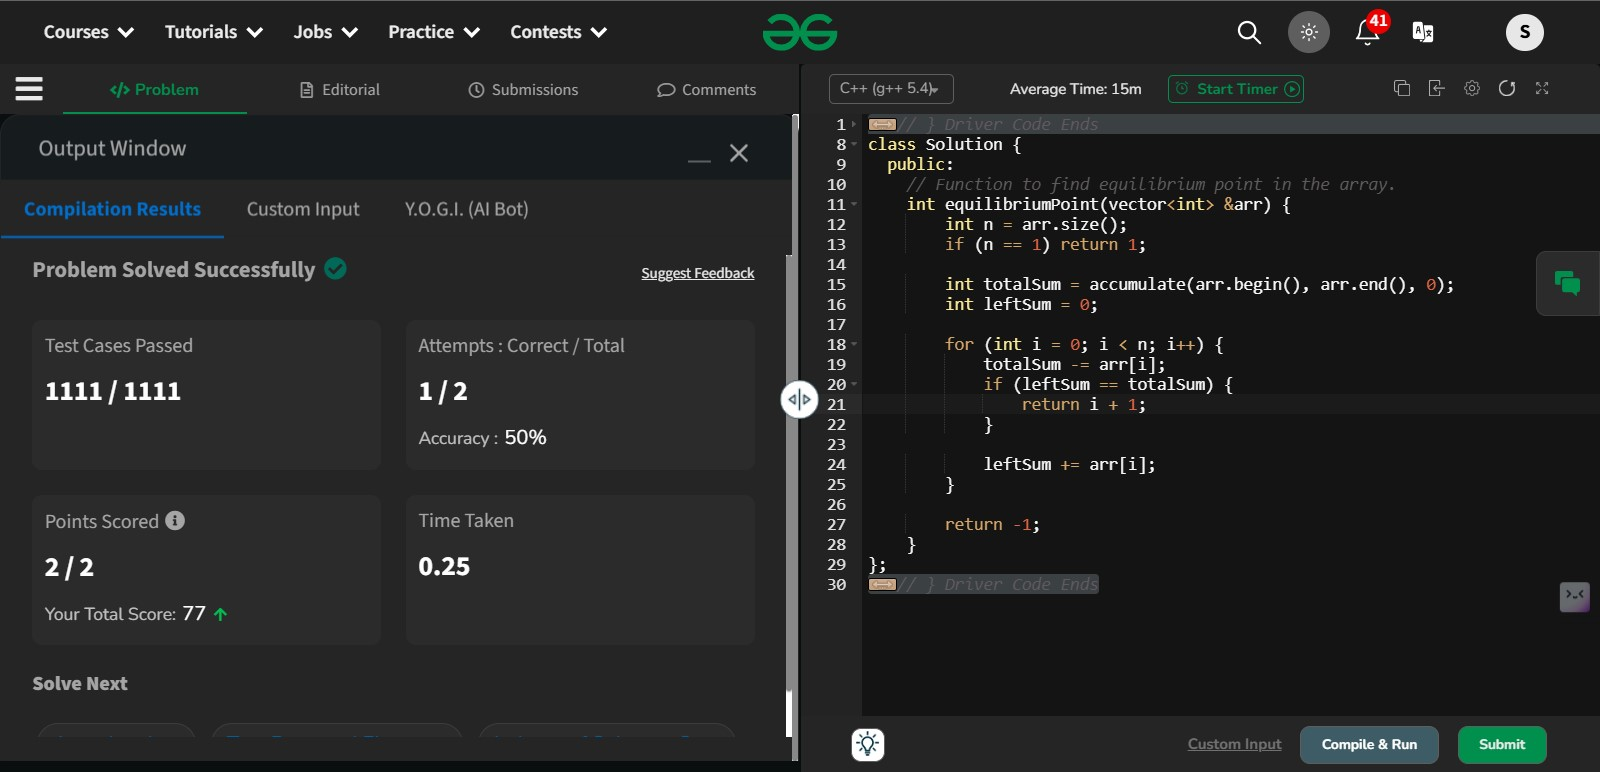 Courses Tutorials Jobs Practice Contests 41 S
</> Problem Editorial Submissions Comments
Output Window
Compilation Results Custom Input Y.O.G.I. (AI Bot)
Problem Solved Successfully
Suggest Feedback
Test Cases Passed
1111 / 1111
Attempts : Correct / Total
1 / 2
Accuracy : 50%
Points Scored
2 / 2
Your Total Score: 77
Time Taken
0.25
Solve Next
C++ (g++ 5.4) Average Time: 15m Start Timer
1 // } Driver Code Ends
8 class Solution {
9 public:
10 // Function to find equilibrium point in the array.
11 int equilibriumPoint(vector<int> &arr) {
12 int n = arr.size();
13 if (n == 1) return 1;
14
15 int totalSum = accumulate(arr.begin(), arr.end(), 0);
16 int leftSum = 0;
17
18 for (int i = 0; i < n; i++) {
19 totalSum -= arr[i];
20 if (leftSum == totalSum) {
21 return i + 1;
22 }
23
24 leftSum += arr[i];
25 }
26
27 return -1;
28 }
29 };
30 // } Driver Code Ends
Custom Input Compile & Run Submit